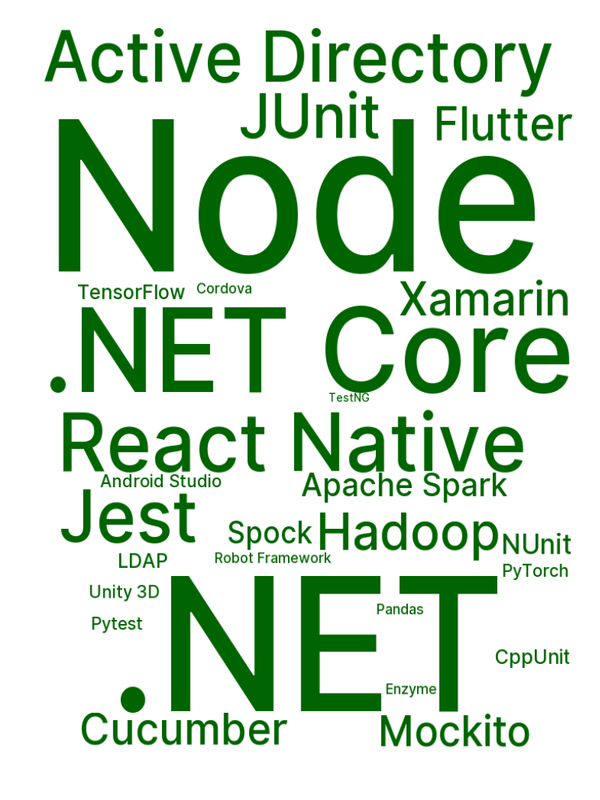 Active Directory
JUnit
Flutter
Node
TensorFlow
Cordova
Xamarin
.NET Core
TestNG
React Native
Android Studio
Apache Spark
Jest
Spock
Hadoop
NUnit
LDAP
Robot Framework
PyTorch
Unity 3D
.NET
Pandas
Pytest
CppUnit
Enzyme
Cucumber
Mockito